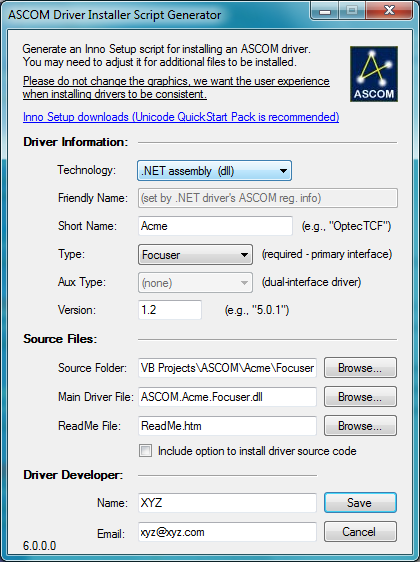 ASCOM Driver Installer Script Generator
Generate an Inno Setup script for installing an ASCOM driver.
You may need to adjust it for additional files to be installed.
Please do not change the graphics, we want the user experience
when installing drivers to be consistent.
ASCOM
Inno Setup downloads (Unicode QuickStart Pack is recommended)
Driver Information:
Technology: .NET assembly (dll)
Friendly Name: (set by .NET driver's ASCOM reg. info)
Short Name: Acme (e.g., "OptecTCF")
Type: Focuser (required - primary interface)
Aux Type: (none) (dual-interface driver)
Version: 1.2 (e.g., "5.0.1")
Source Files:
Source Folder: VB Projects\ASCOM\Acme\Focuser Browse...
Main Driver File: ASCOM.Acme.Focuser.dll Browse...
ReadMe File: ReadMe.htm Browse...
Include option to install driver source code
Driver Developer:
Name: XYZ Save
Email: xyz@xyz.com Cancel
6.0.0.0